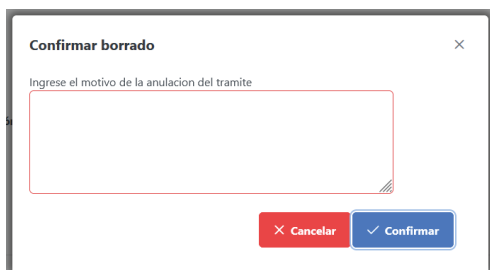 Confirmar borrado
Ingrese el motivo de la anulacion del tramite
Cancelar
Confirmar